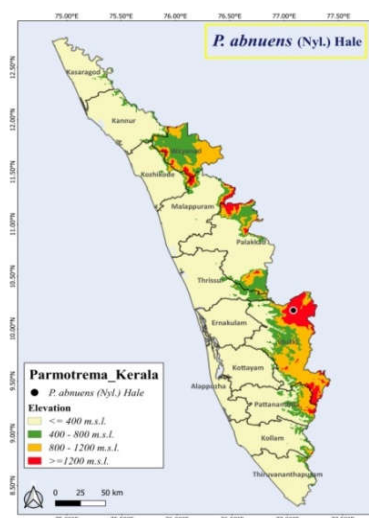 75.00°E 75.50°E 76.00°E 76.50°E 77.00°E 77.50°E
P. abnuens (Nyl.) Hale
12.50°N
Kasaragod
12.00°N
Kannur
Wayanad
11.50°N
Kozhikode
Malappuram
11.00°N
Palakkad
10.50°N
Thrissur
10.00°N
Ernakulam
Idukki
Parmotrema_Kerala
Kottayam
P. abnuens (Nyl.) Hale
9.50°N
Alappuzha
Elevation
Pattanam
<= 400 m.s.l.
9.00°N
400 - 800 m.s.l.
Kollam
800 - 1200 m.s.l.
>=1200 m.s.l.
Thiruvananthapuram
8.50°N
0 25 50 km